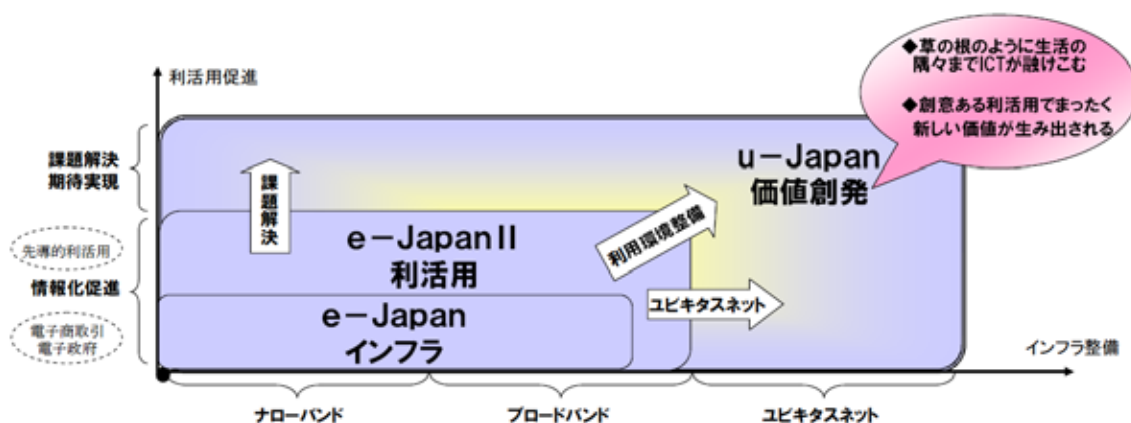 ◆草の根のように生活の
隅々までICTが融けこむ
◆創意ある利活用でまったく
新しい価値が生み出される
利活用促進
課題解決
期待実現
先導的利活用
情報化促進
電子商取引
電子政府
課題解決
u-Japan
価値創発
e-JapanⅡ
利活用
利用環境整備
e-Japan
インフラ
ユビキタスネット
インフラ整備
ナローバンド
ブロードバンド
ユビキタスネット